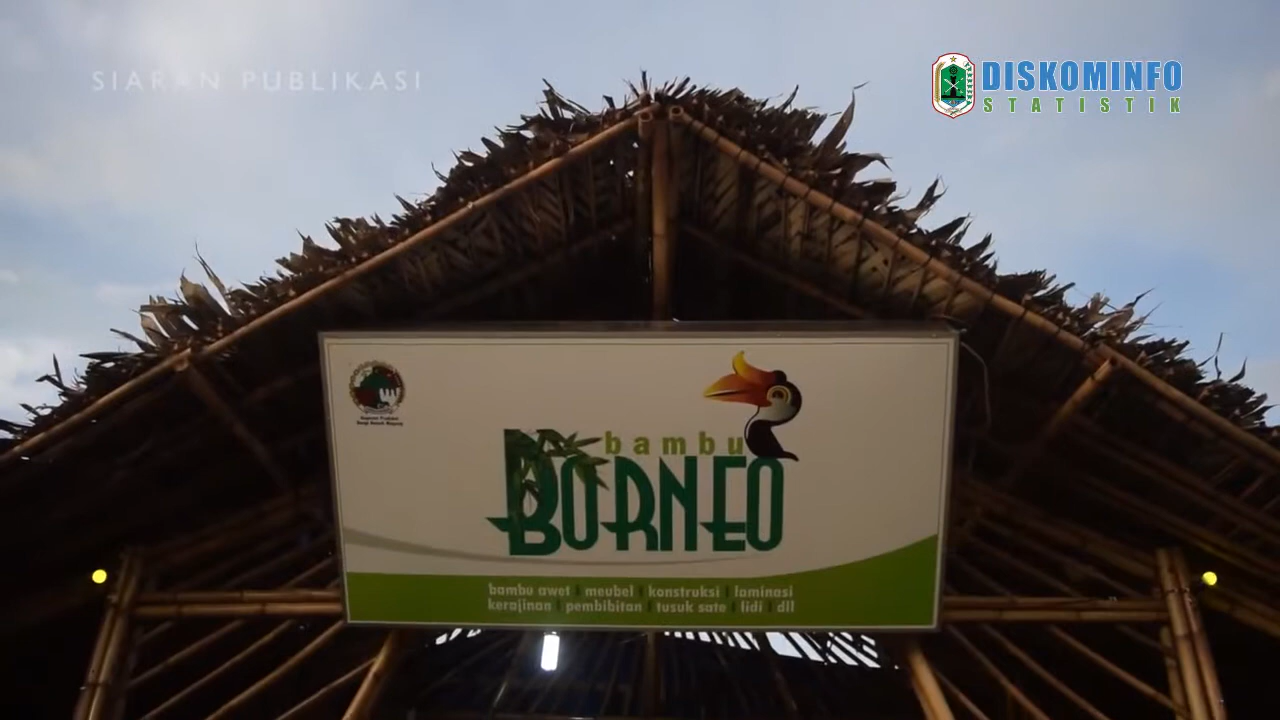 SIARAN PUBLIKASI
DISKOMINFO
STATISTIK
bambu
BORNEO
bambu awet | meubel | konstruksi | laminasi
kerajinan | pembibitan | tusuk sate | lidi | dll